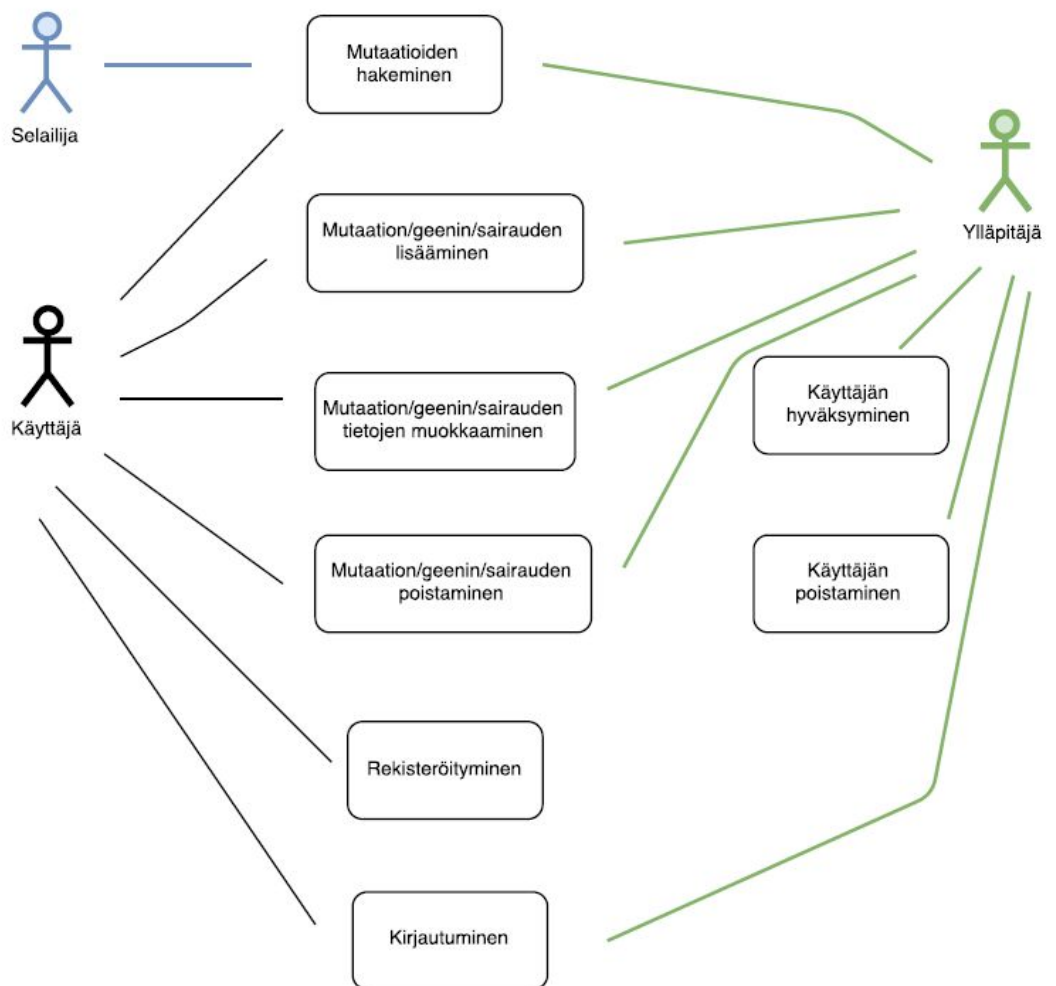 Selailija
Mutaatioiden
hakeminen
Ylläpitäjä
Mutaation/geenin/sairauden
lisääminen
Käyttäjä
Mutaation/geenin/sairauden
tietojen muokkaaminen
Käyttäjän
hyväksyminen
Mutaation/geenin/sairauden
poistaminen
Käyttäjän
poistaminen
Rekisteröityminen
Kirjautuminen